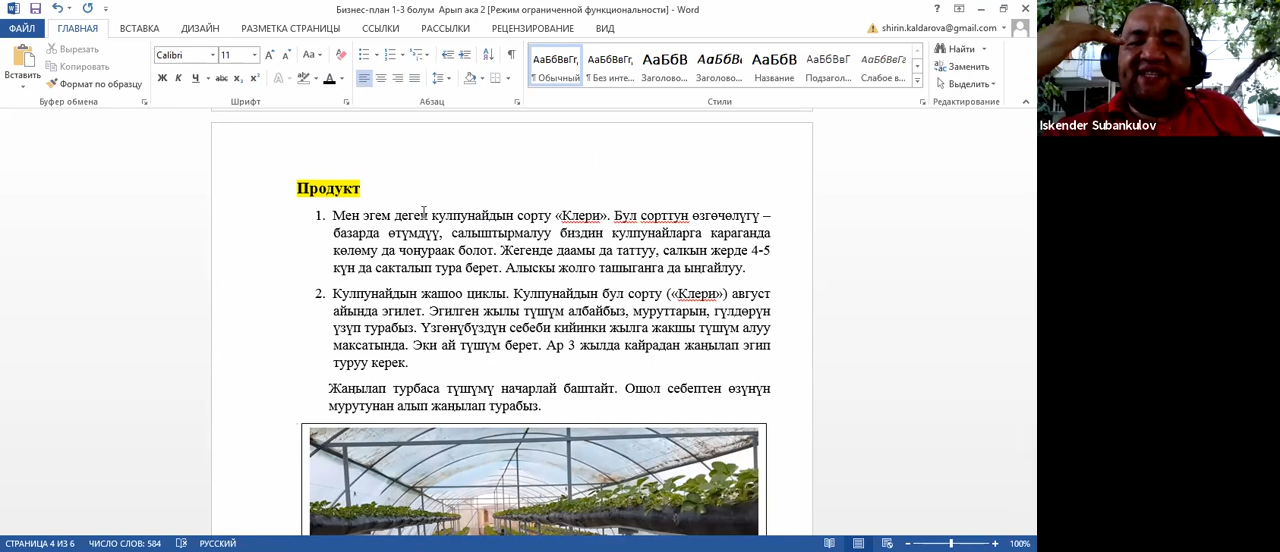 Бизнес-план 1-3 болум Арып ака 2 [Режим ограниченной функциональности] - Word
ФАЙЛ ГЛАВНАЯ ВСТАВКА ДИЗАЙН РАЗМЕТКА СТРАНИЦЫ ССЫЛКИ РАССЫЛКИ РЕЦЕНЗИРОВАНИЕ ВИД shirin.kaldarova@gmail.com
Вставить
Вырезать
Копировать
Формат по образцу
Буфер обмена
Calibri 11
Ж К Ч abc x₂ x²
Шрифт
Абзац
АаБбВвГг, АаБбВвГг, АаБбВ АаБбВв АаБбВ АаБбВвГ АаБбВвГг
¶ Обычный ¶ Без инте... Заголово... Заголово... Название Подзагол... Слабое в...
Стили
Найти
Заменить
Выделить
Редактирование
Iskender Subankulov
Продукт
1. Мен эгем деген кулпунайдын сорту «Клери». Бул сорттун өзгөчөлүгү –
базарда өтүмдүү, салыштырмалуу биздин кулпунайларга караганда
көлөмү да чонураак болот. Жегенде даамы да таттуу, салкын жерде 4-5
күн да сакталып тура берет. Алыскы жолго ташыганга да ыңгайлуу.
2. Кулпунайдын жашоо циклы. Кулпунайдын бул сорту («Клери») август
айында эгилет. Эгилген жылы түшүм албайбыз, муруттарын, гүлдөрүн
үзүп турабыз. Үзгөнүбүздүн себеби кийинки жылга жакшы түшүм алуу
максатында. Эки ай түшүм берет. Ар 3 жылда кайрадан жаңылап эгип
туруу керек.
Жаңылап турбаса түшүмү начарлай баштайт. Ошол себептен өзүнүн
мурутунан алып жаңылап турабыз.
СТРАНИЦА 4 ИЗ 6 ЧИСЛО СЛОВ: 584 РУССКИЙ 100%